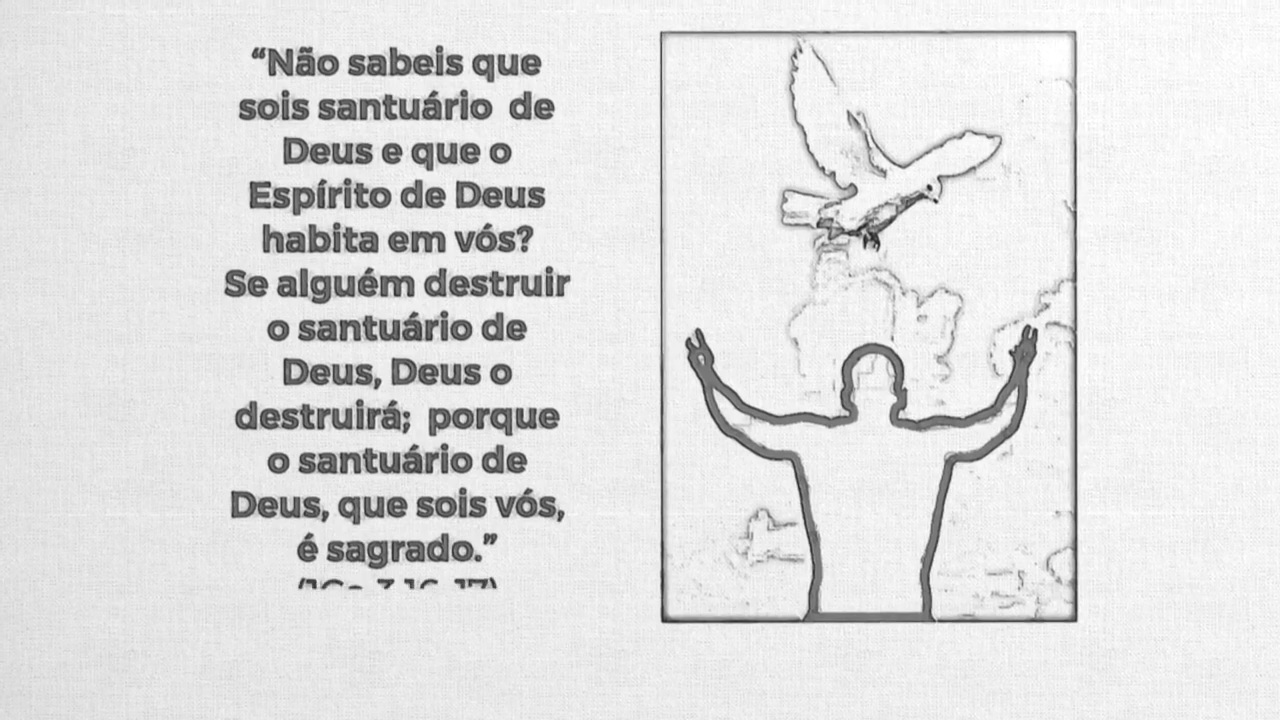 “Não sabeis que
sois santuário de
Deus e que o
Espírito de Deus
habita em vós?
Se alguém destruir
o santuário de
Deus, Deus o
destruirá; porque
o santuário de
Deus, que sois vós,
é sagrado.”